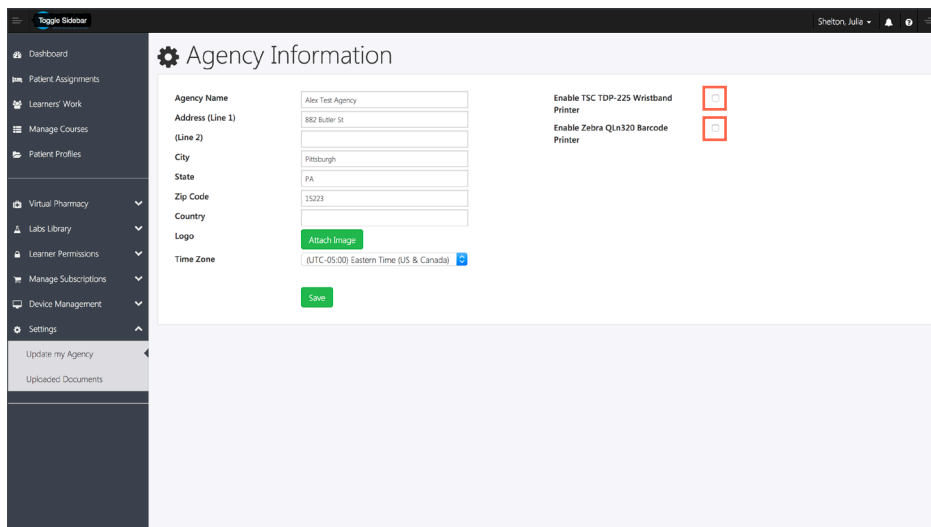 Toggle Sidebar
Shelton, Julia
Dashboard
Patient Assignments
Learners' Work
Manage Courses
Patient Profiles
Virtual Pharmacy
Labs Library
Learner Permissions
Manage Subscriptions
Device Management
Settings
Update my Agency
Uploaded Documents
Agency Information
Agency Name
Alex Test Agency
Address (Line 1)
882 Butler St
(Line 2)
City
Pittsburgh
State
PA
Zip Code
15223
Country
Logo
Attach Image
Time Zone
(UTC-05:00) Eastern Time (US & Canada)
Save
Enable TSC TDP-225 Wristband
Printer
Enable Zebra QLn320 Barcode
Printer